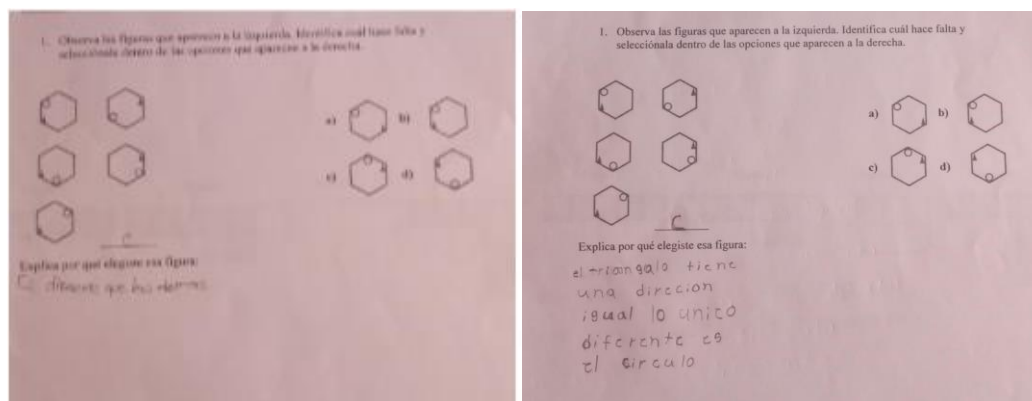 1. Observa las figuras que aparecen a la izquierda. Identifica cuál hace falta y
selecciónala dentro de las opciones que aparecen a la derecha.
a)
b)
c)
d)
C
Explica por qué elegiste esa figura:
diferente que los
1. Observa las figuras que aparecen a la izquierda. Identifica cuál hace falta y
selecciónala dentro de las opciones que aparecen a la derecha.
a)
b)
c)
d)
C
Explica por qué elegiste esa figura:
el triangalo tiene
una direcion
igual lo unico
diferente es
el circulo